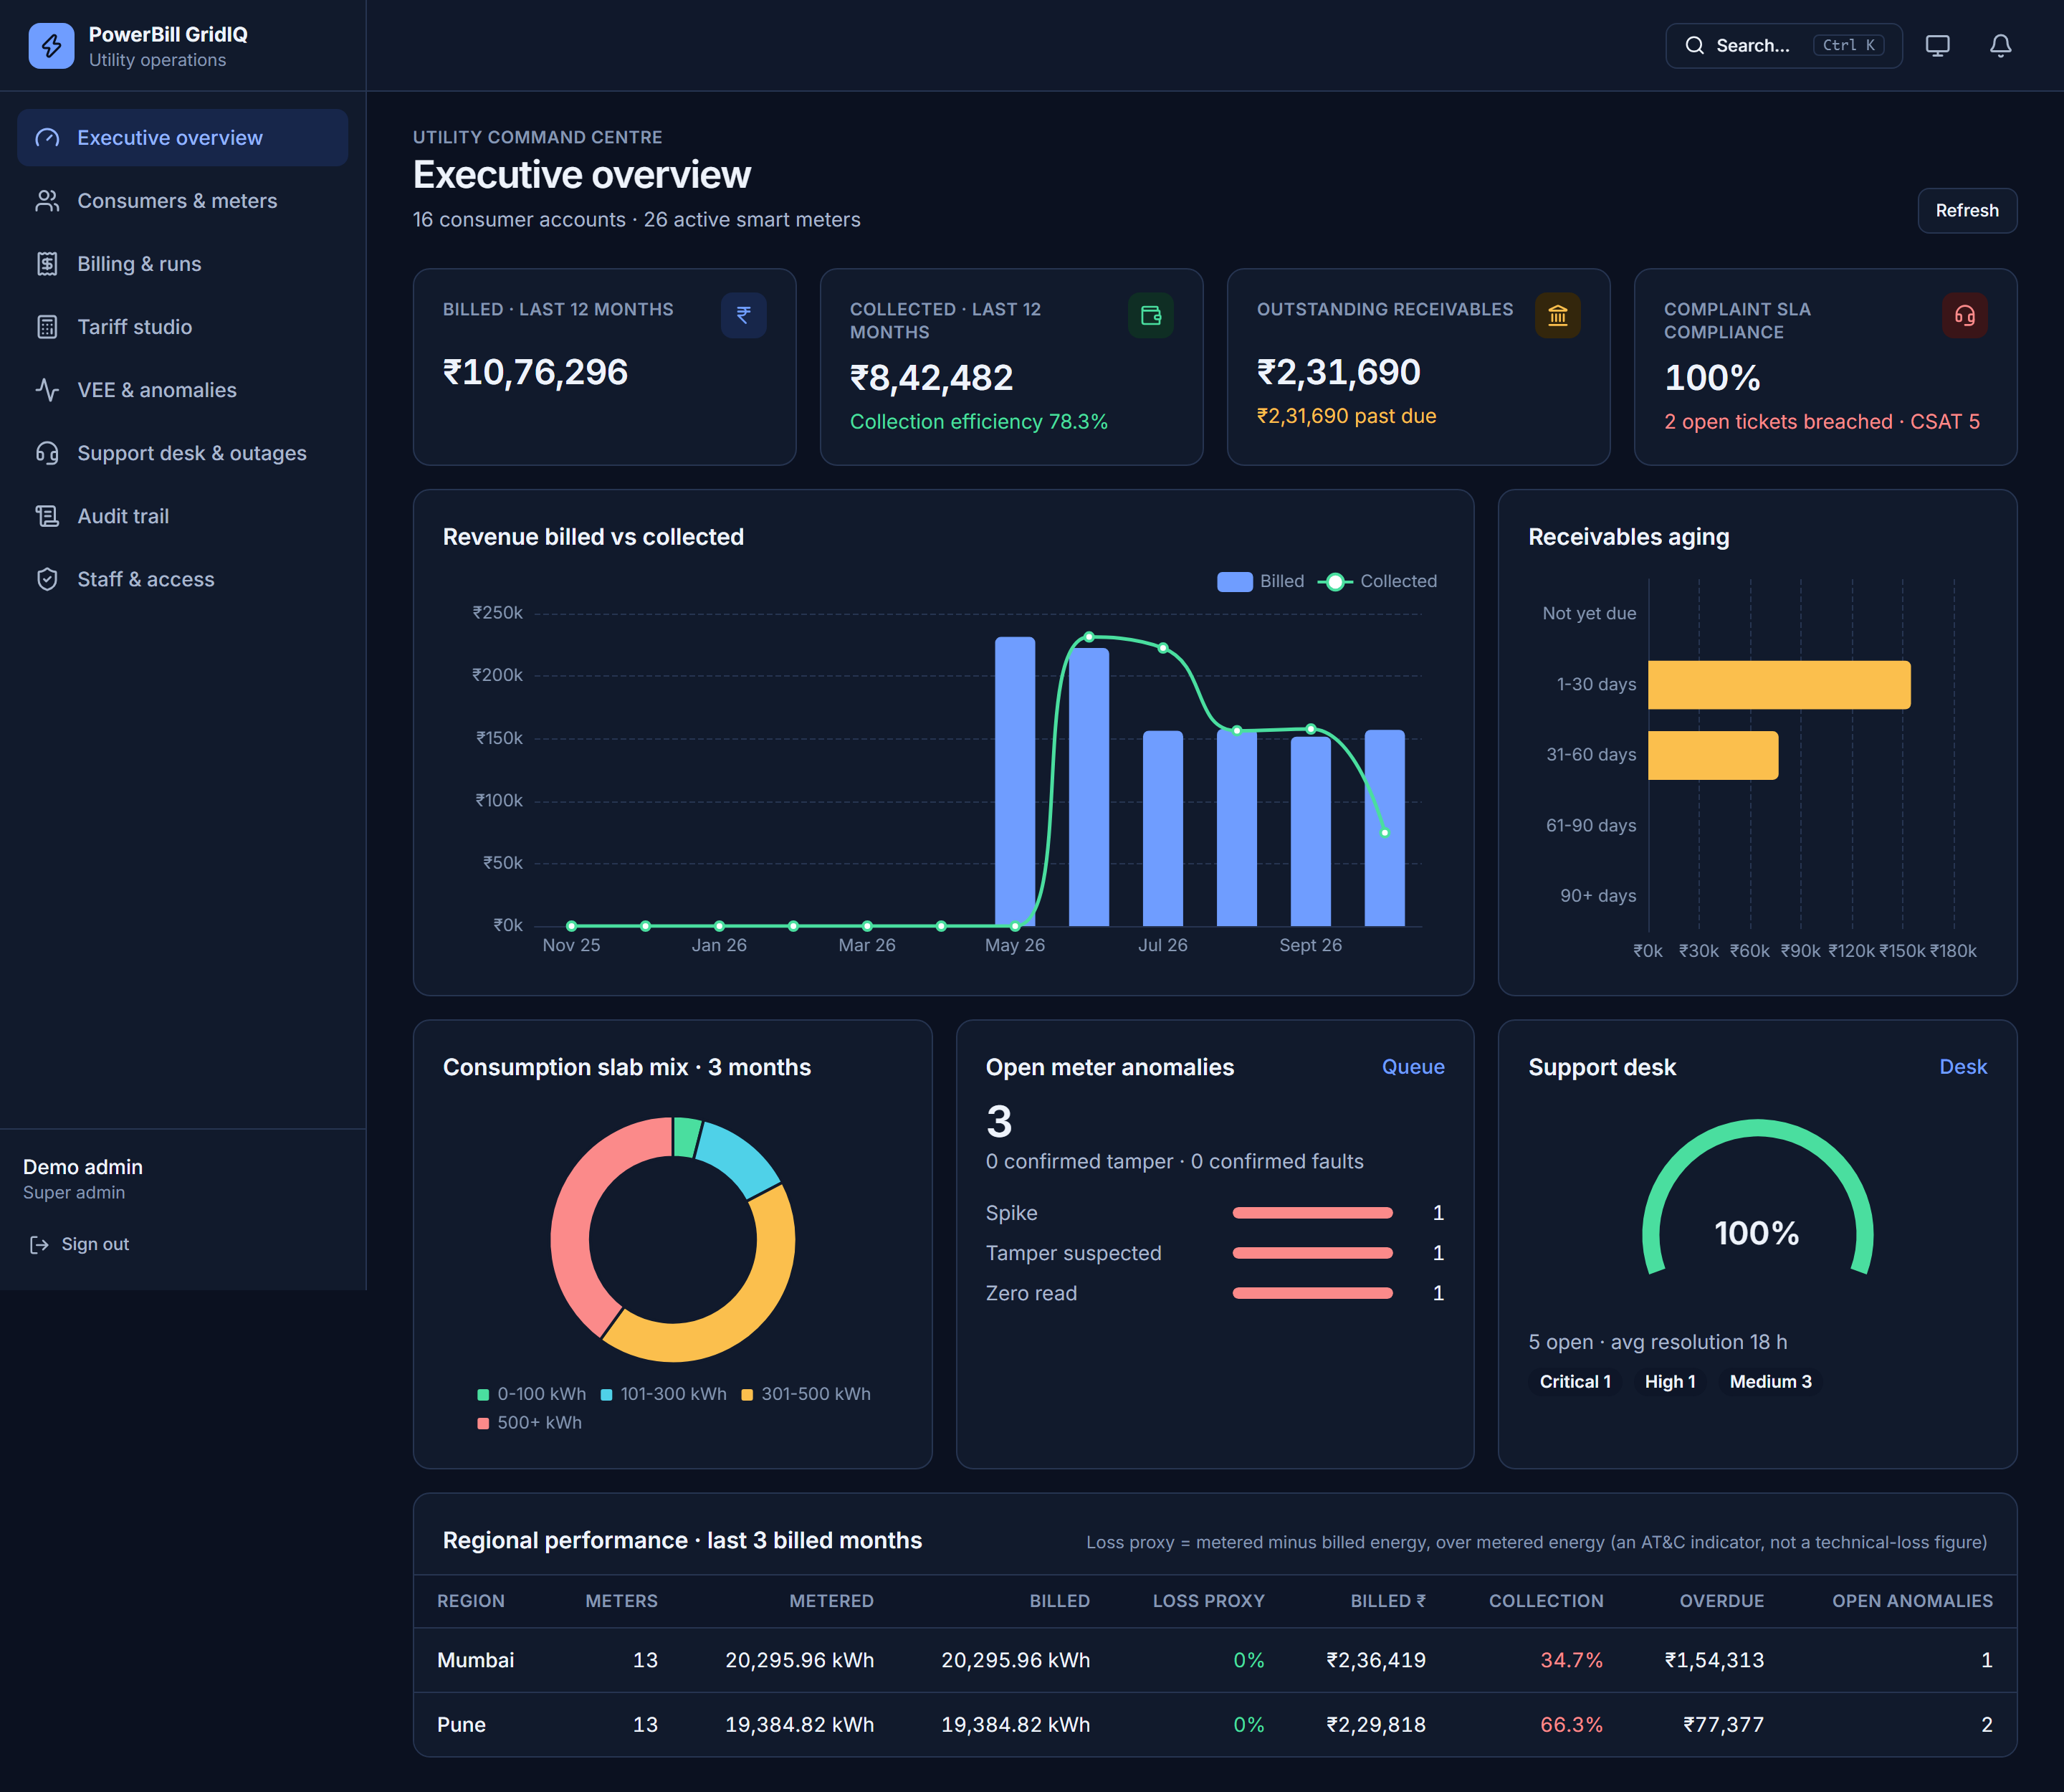 PowerBill GridIQ
Utility operations
Search... Ctrl K
Executive overview
Consumers & meters
Billing & runs
Tariff studio
VEE & anomalies
Support desk & outages
Audit trail
Staff & access
Demo admin
Super admin
Sign out
UTILITY COMMAND CENTRE
Executive overview
16 consumer accounts · 26 active smart meters
Refresh
BILLED · LAST 12 MONTHS
₹10,76,296
COLLECTED · LAST 12
MONTHS
₹8,42,482
Collection efficiency 78.3%
OUTSTANDING RECEIVABLES
₹2,31,690
₹2,31,690 past due
COMPLAINT SLA
COMPLIANCE
100%
2 open tickets breached · CSAT 5
Revenue billed vs collected
Billed Collected
₹250k
₹200k
₹150k
₹100k
₹50k
₹0k
Nov 25 Jan 26 Mar 26 May 26 Jul 26 Sept 26
Receivables aging
Not yet due
1-30 days
31-60 days
61-90 days
90+ days
₹0k ₹30k ₹60k ₹90k ₹120k ₹150k ₹180k
Consumption slab mix · 3 months
0-100 kWh 101-300 kWh 301-500 kWh
500+ kWh
Open meter anomalies Queue
3
0 confirmed tamper · 0 confirmed faults
Spike 1
Tamper suspected 1
Zero read 1
Support desk Desk
100%
5 open · avg resolution 18 h
Critical 1 High 1 Medium 3
Regional performance · last 3 billed months
Loss proxy = metered minus billed energy, over metered energy (an AT&C indicator, not a technical-loss figure)
REGION METERS METERED BILLED LOSS PROXY BILLED ₹ COLLECTION OVERDUE OPEN ANOMALIES
Mumbai 13 20,295.96 kWh 20,295.96 kWh 0% ₹2,36,419 34.7% ₹1,54,313 1
Pune 13 19,384.82 kWh 19,384.82 kWh 0% ₹2,29,818 66.3% ₹77,377 2